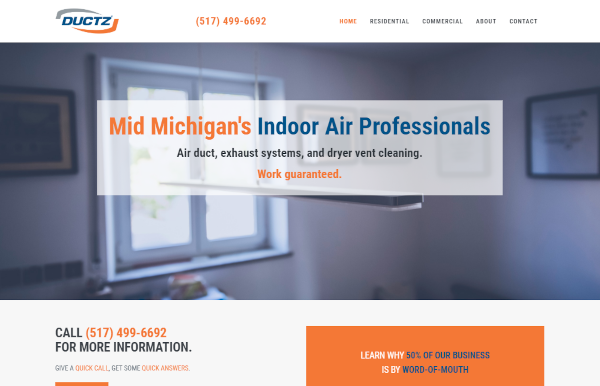 DUCTZ
(517) 499-6692
HOME RESIDENTIAL COMMERCIAL ABOUT CONTACT
Mid Michigan's Indoor Air Professionals
Air duct, exhaust systems, and dryer vent cleaning.
Work guaranteed.
CALL (517) 499-6692
FOR MORE INFORMATION.
GIVE A QUICK CALL, GET SOME QUICK ANSWERS.
LEARN WHY 50% OF OUR BUSINESS
IS BY WORD-OF-MOUTH